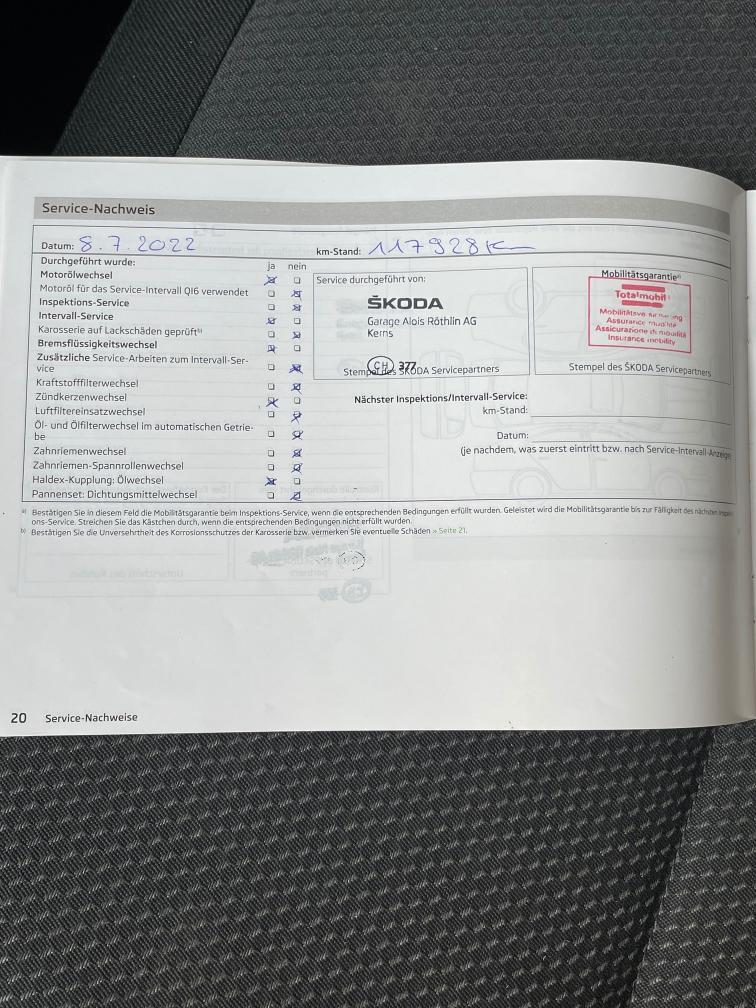 Service-Nachweis
Datum: 8.7.2022
km-Stand: 117928 Km
Durchgeführt wurde:
ja nein
Motorölwechsel
Motoröl für das Service-Intervall QI6 verwendet
Inspektions-Service
Intervall-Service
Karosserie auf Lackschäden geprüft b)
Bremsflüssigkeitswechsel
Zusätzliche Service-Arbeiten zum Intervall-Ser-
vice
Kraftstofffilterwechsel
Zündkerzenwechsel
Luftfiltereinsatzwechsel
Öl- und Ölfilterwechsel im automatischen Getrie-
be
Zahnriemenwechsel
Zahnriemen-Spannrollenwechsel
Haldex-Kupplung: Ölwechsel
Pannenset: Dichtungsmittelwechsel
Service durchgeführt von:
ŠKODA
Garage Alois Röthlin AG
Kerns
CH 377
Stempel des ŠKODA Servicepartners
Mobilitätsgarantie a)
Totalmobil!
Assurance mobilité
Assicurazione di mobilità
Insurance mobility
Stempel des ŠKODA Servicepartners
Nächster Inspektions/Intervall-Service:
km-Stand:
Datum:
(je nachdem, was zuerst eintritt bzw. nach Service-Intervall-Anzeige)
a) Bestätigen Sie in diesem Feld die Mobilitätsgarantie beim Inspektions-Service, wenn die entsprechenden Bedingungen erfüllt wurden. Geleistet wird die Mobilitätsgarantie bis zur Fälligkeit des nächsten Inspekti-
ons-Service. Streichen Sie das Kästchen durch, wenn die entsprechenden Bedingungen nicht erfüllt wurden.
b) Bestätigen Sie die Unversehrtheit des Korrosionsschutzes der Karosserie bzw. vermerken Sie eventuelle Schäden » Seite 21.
20 Service-Nachweise